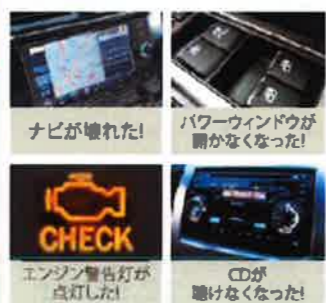 ナビが壊れた!
パワーウィンドウが
開かなくなった!
CHECK
エンジン警告灯が
点灯した!
CDが
聴けなくなった!